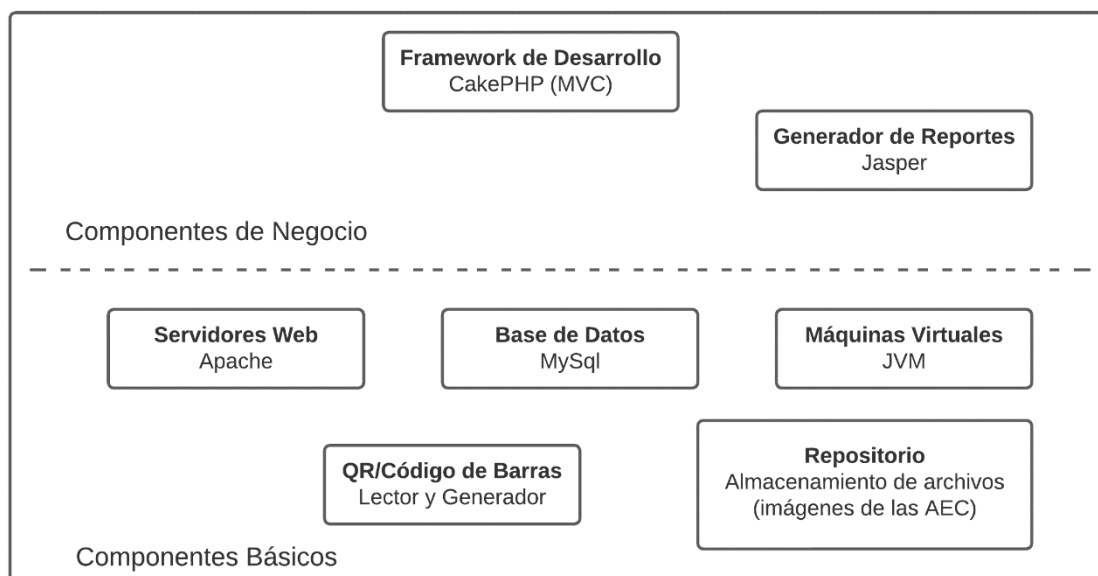 Framework de Desarrollo
CakePHP (MVC)
Generador de Reportes
Jasper
Componentes de Negocio
Servidores Web
Apache
Base de Datos
MySql
Máquinas Virtuales
JVM
QR/Código de Barras
Lector y Generador
Repositorio
Almacenamiento de archivos
(imágenes de las AEC)
Componentes Básicos